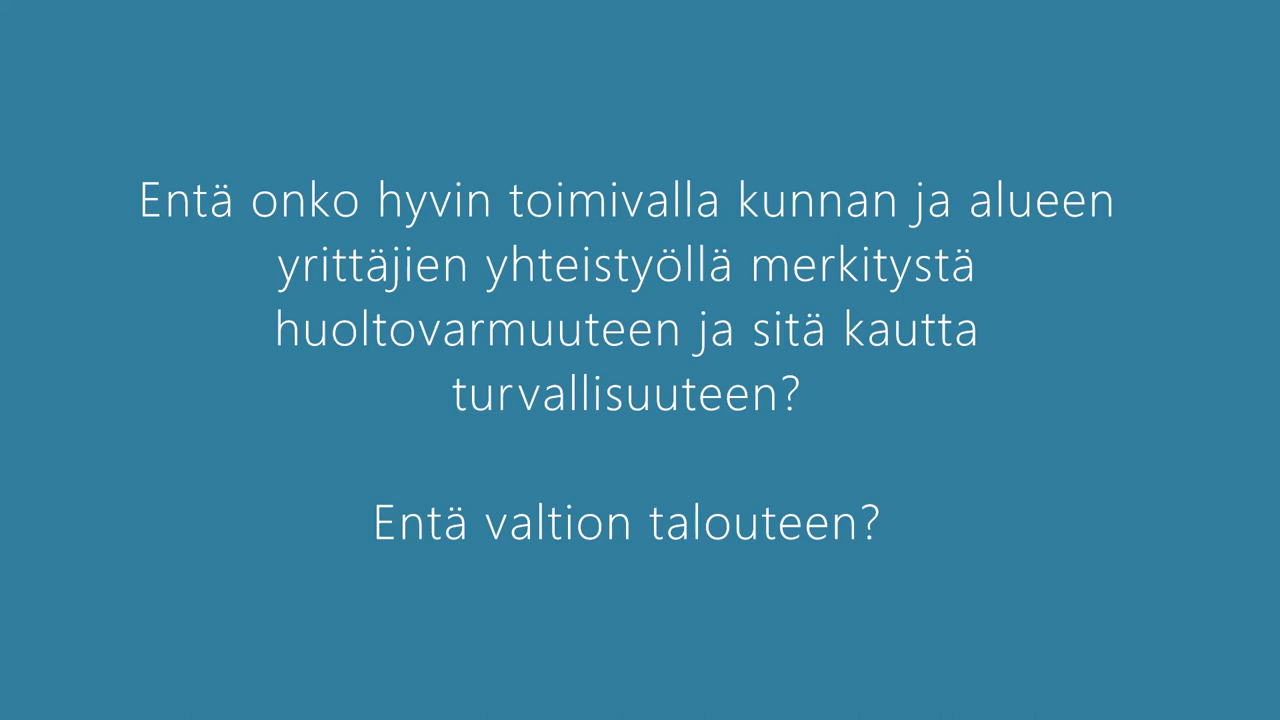 Entä onko hyvin toimivalla kunnan ja alueen
yrittäjien yhteistyöllä merkitystä
huoltovarmuuteen ja sitä kautta
turvallisuuteen?
Entä valtion talouteen?